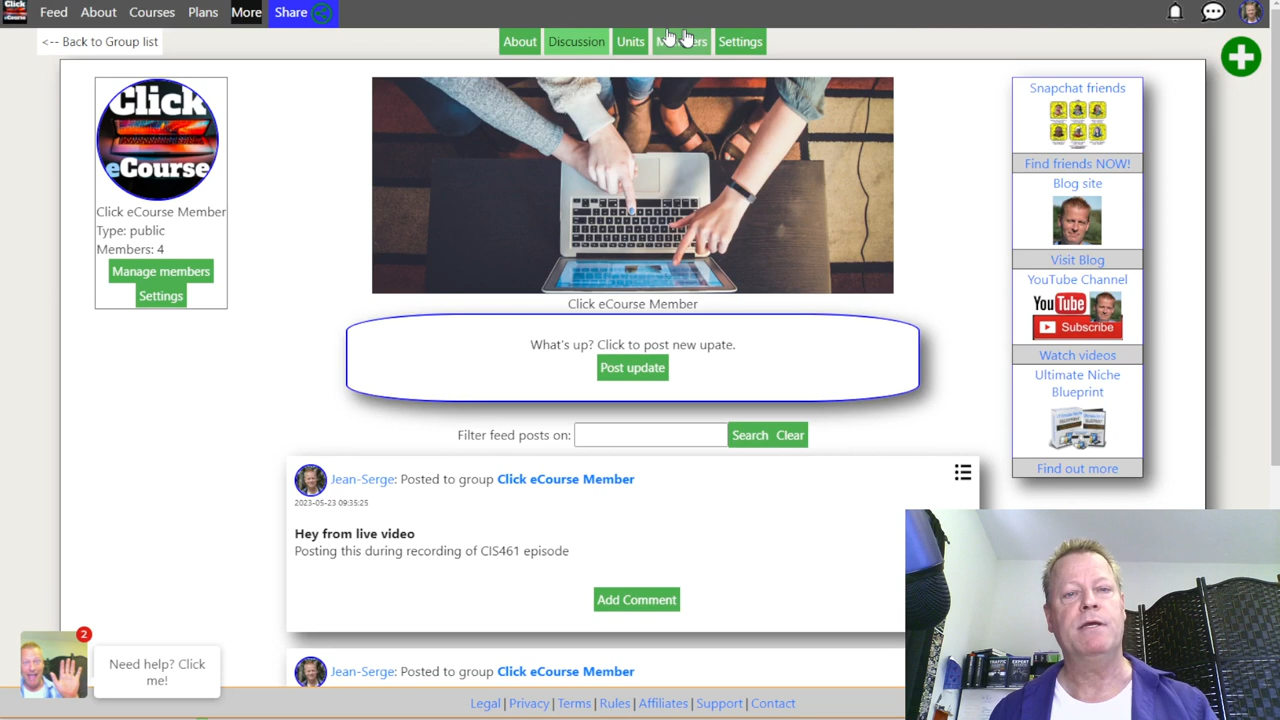 Click
eCourse
Feed
About
Courses
Plans
More
Share
<-- Back to Group list
About
Discussion
Units
Settings
Click
eCourse
Click eCourse Member
Type: public
Members: 4
Manage members
Settings
Click eCourse Member
What's up? Click to post new upate.
Post update
Filter feed posts on:
Search
Clear
Jean-Serge: Posted to group Click eCourse Member
2023-05-23 09:35:25
Hey from live video
Posting this during recording of CIS461 episode
Add Comment
Jean-Serge: Posted to group Click eCourse Member
Snapchat friends
Find friends NOW!
Blog site
Visit Blog
YouTube Channel
YouTube
Subscribe
Watch videos
Ultimate Niche
Blueprint
Find out more
2
Need help? Click
me!
Legal | Privacy | Terms | Rules | Affiliates | Support | Contact